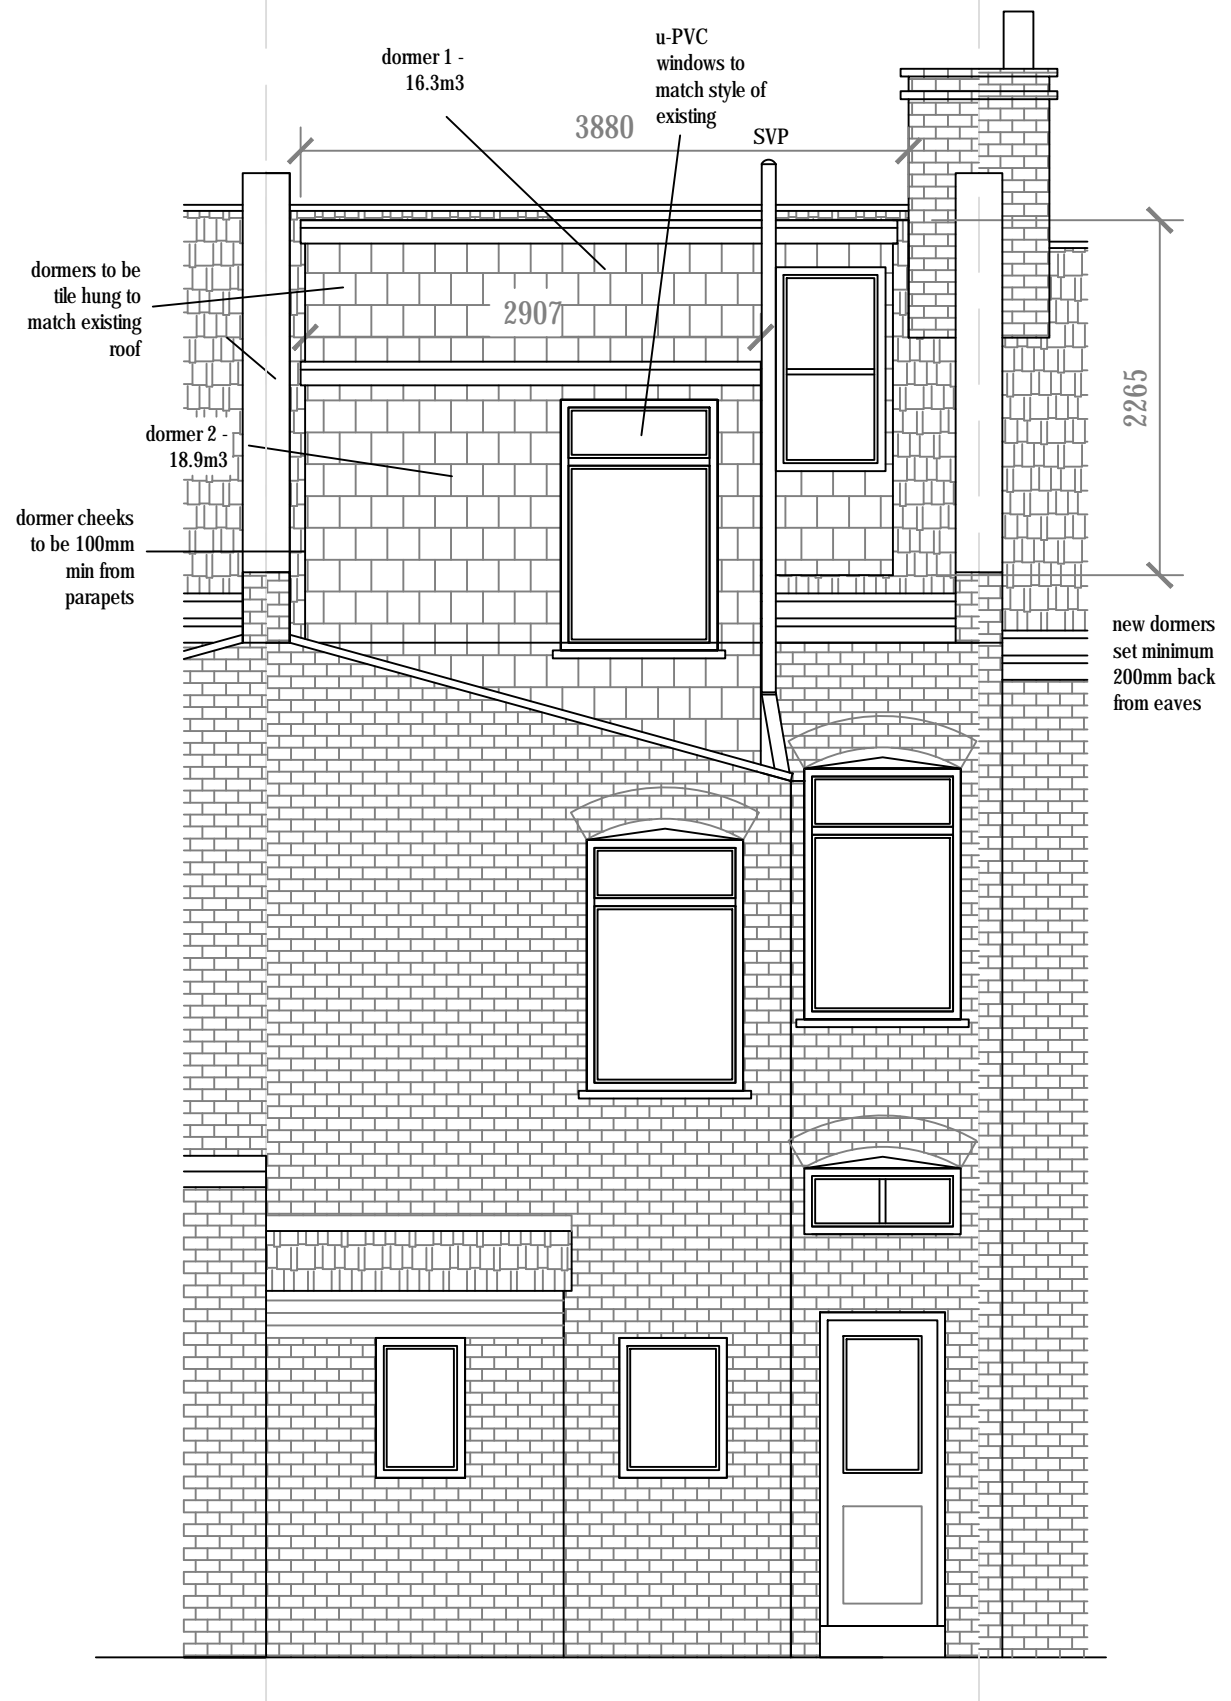 dormer 1 -
16.3m3
u-PVC
windows to
match style of
existing
3880
SVP
dormers to be
tile hung to
match existing
roof
2907
2265
dormer 2 -
18.9m3
dormer cheeks
to be 100mm
min from
parapets
new dormers
set minimum
200mm back
from eaves